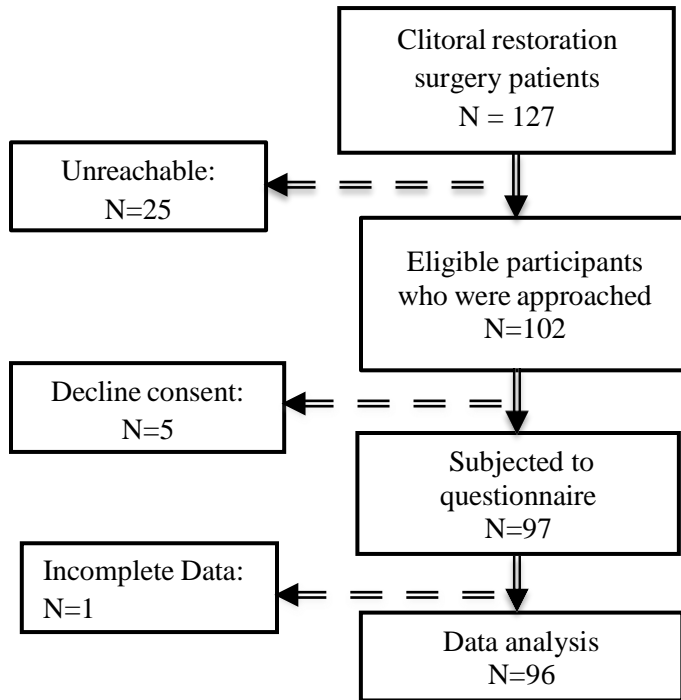 Clitoral restoration
surgery patients
N = 127
Unreachable:
N=25
Eligible participants
who were approached
N=102
Decline consent:
N=5
Subjected to
questionnaire
N=97
Incomplete Data:
N=1
Data analysis
N=96